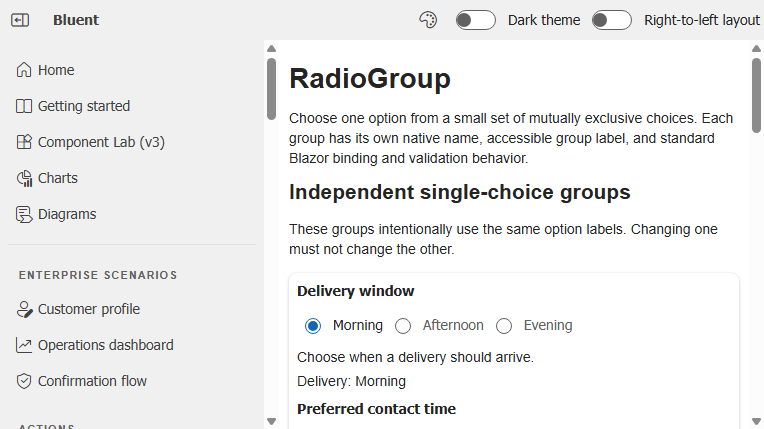 Bluent
Dark theme
Right-to-left layout
Home
Getting started
Component Lab (v3)
Charts
Diagrams
ENTERPRISE SCENARIOS
Customer profile
Operations dashboard
Confirmation flow
ACTIONS
RadioGroup
Choose one option from a small set of mutually exclusive choices. Each
group has its own native name, accessible group label, and standard
Blazor binding and validation behavior.
Independent single-choice groups
These groups intentionally use the same option labels. Changing one
must not change the other.
Delivery window
Morning
Afternoon
Evening
Choose when a delivery should arrive.
Delivery: Morning
Preferred contact time